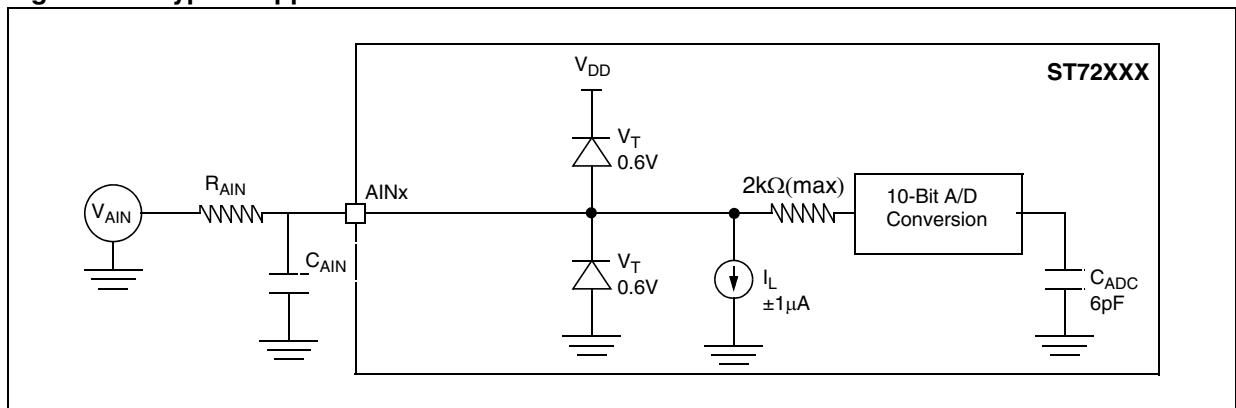 V_DD
ST72XXX
V_T
0.6V
R_AIN
AINx
2kΩ(max)
10-Bit A/D
Conversion
V_AIN
C_AIN
V_T
0.6V
I_L
±1μA
C_ADC
6pF